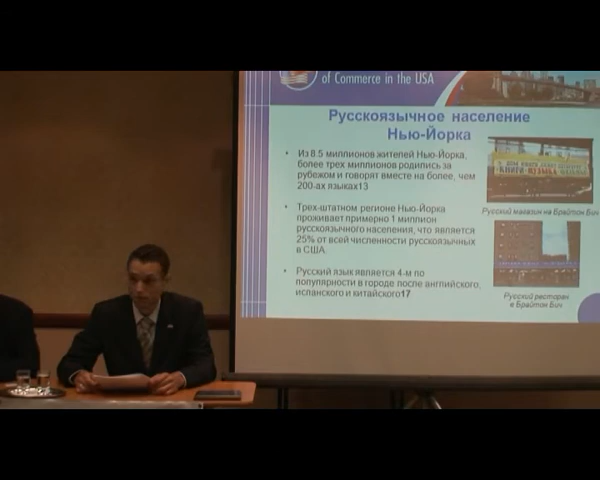 of Commerce in the USA
Русскоязычное население
Нью-Йорка
• Из 8.5 миллионов жителей Нью-Йорка,
более трех миллионов родились за
рубежом и говорят вместе на более, чем
200-ах языках13
• Трех-штатном регионе Нью-Йорка
проживает примерно 1 миллион
русскоязычного населения, что является
25% от всей численности русскоязычных
в США.
• Русский язык является 4-м по
популярности в городе после английского,
испанского и китайского17
КНИГИ МУЗЫКА
Русский магазин на Брайтон Бич
Русский ресторан
в Брайтон Бич